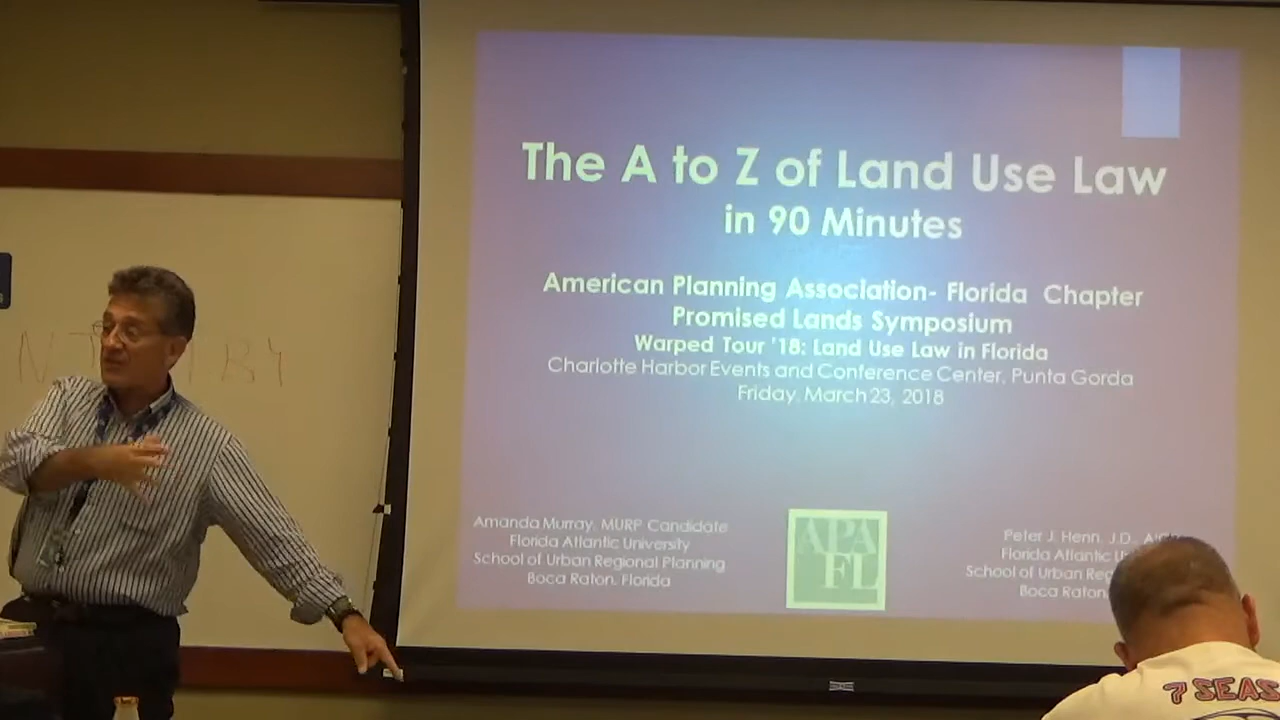 The A to Z of Land Use Law
in 90 Minutes
American Planning Association- Florida Chapter
Promised Lands Symposium
Warped Tour '18: Land Use Law in Florida
Charlotte Harbor Events and Conference Center, Punta Gorda
Friday, March 23, 2018
Amanda Murray, MURP Candidate
Florida Atlantic University
School of Urban Regional Planning
Boca Raton, Florida
APA
FL
Peter J. Henn, J.D.,
Florida Atlantic
School of Urban
Boca Raton
7 SEAS